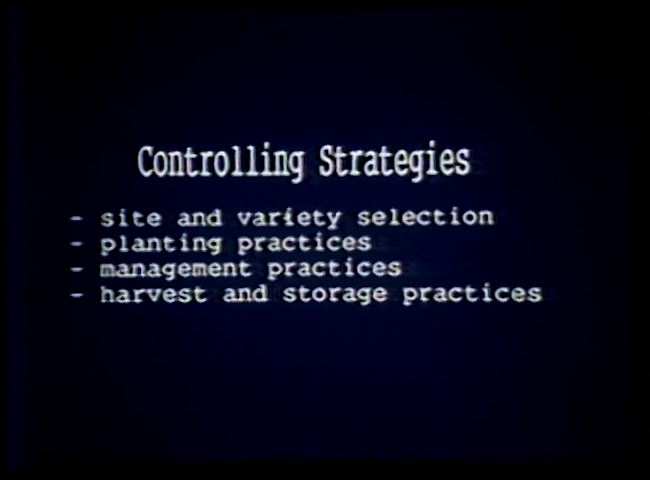 Controlling Strategies
- site and variety selection
- planting practices
- management practices
- harvest and storage practices